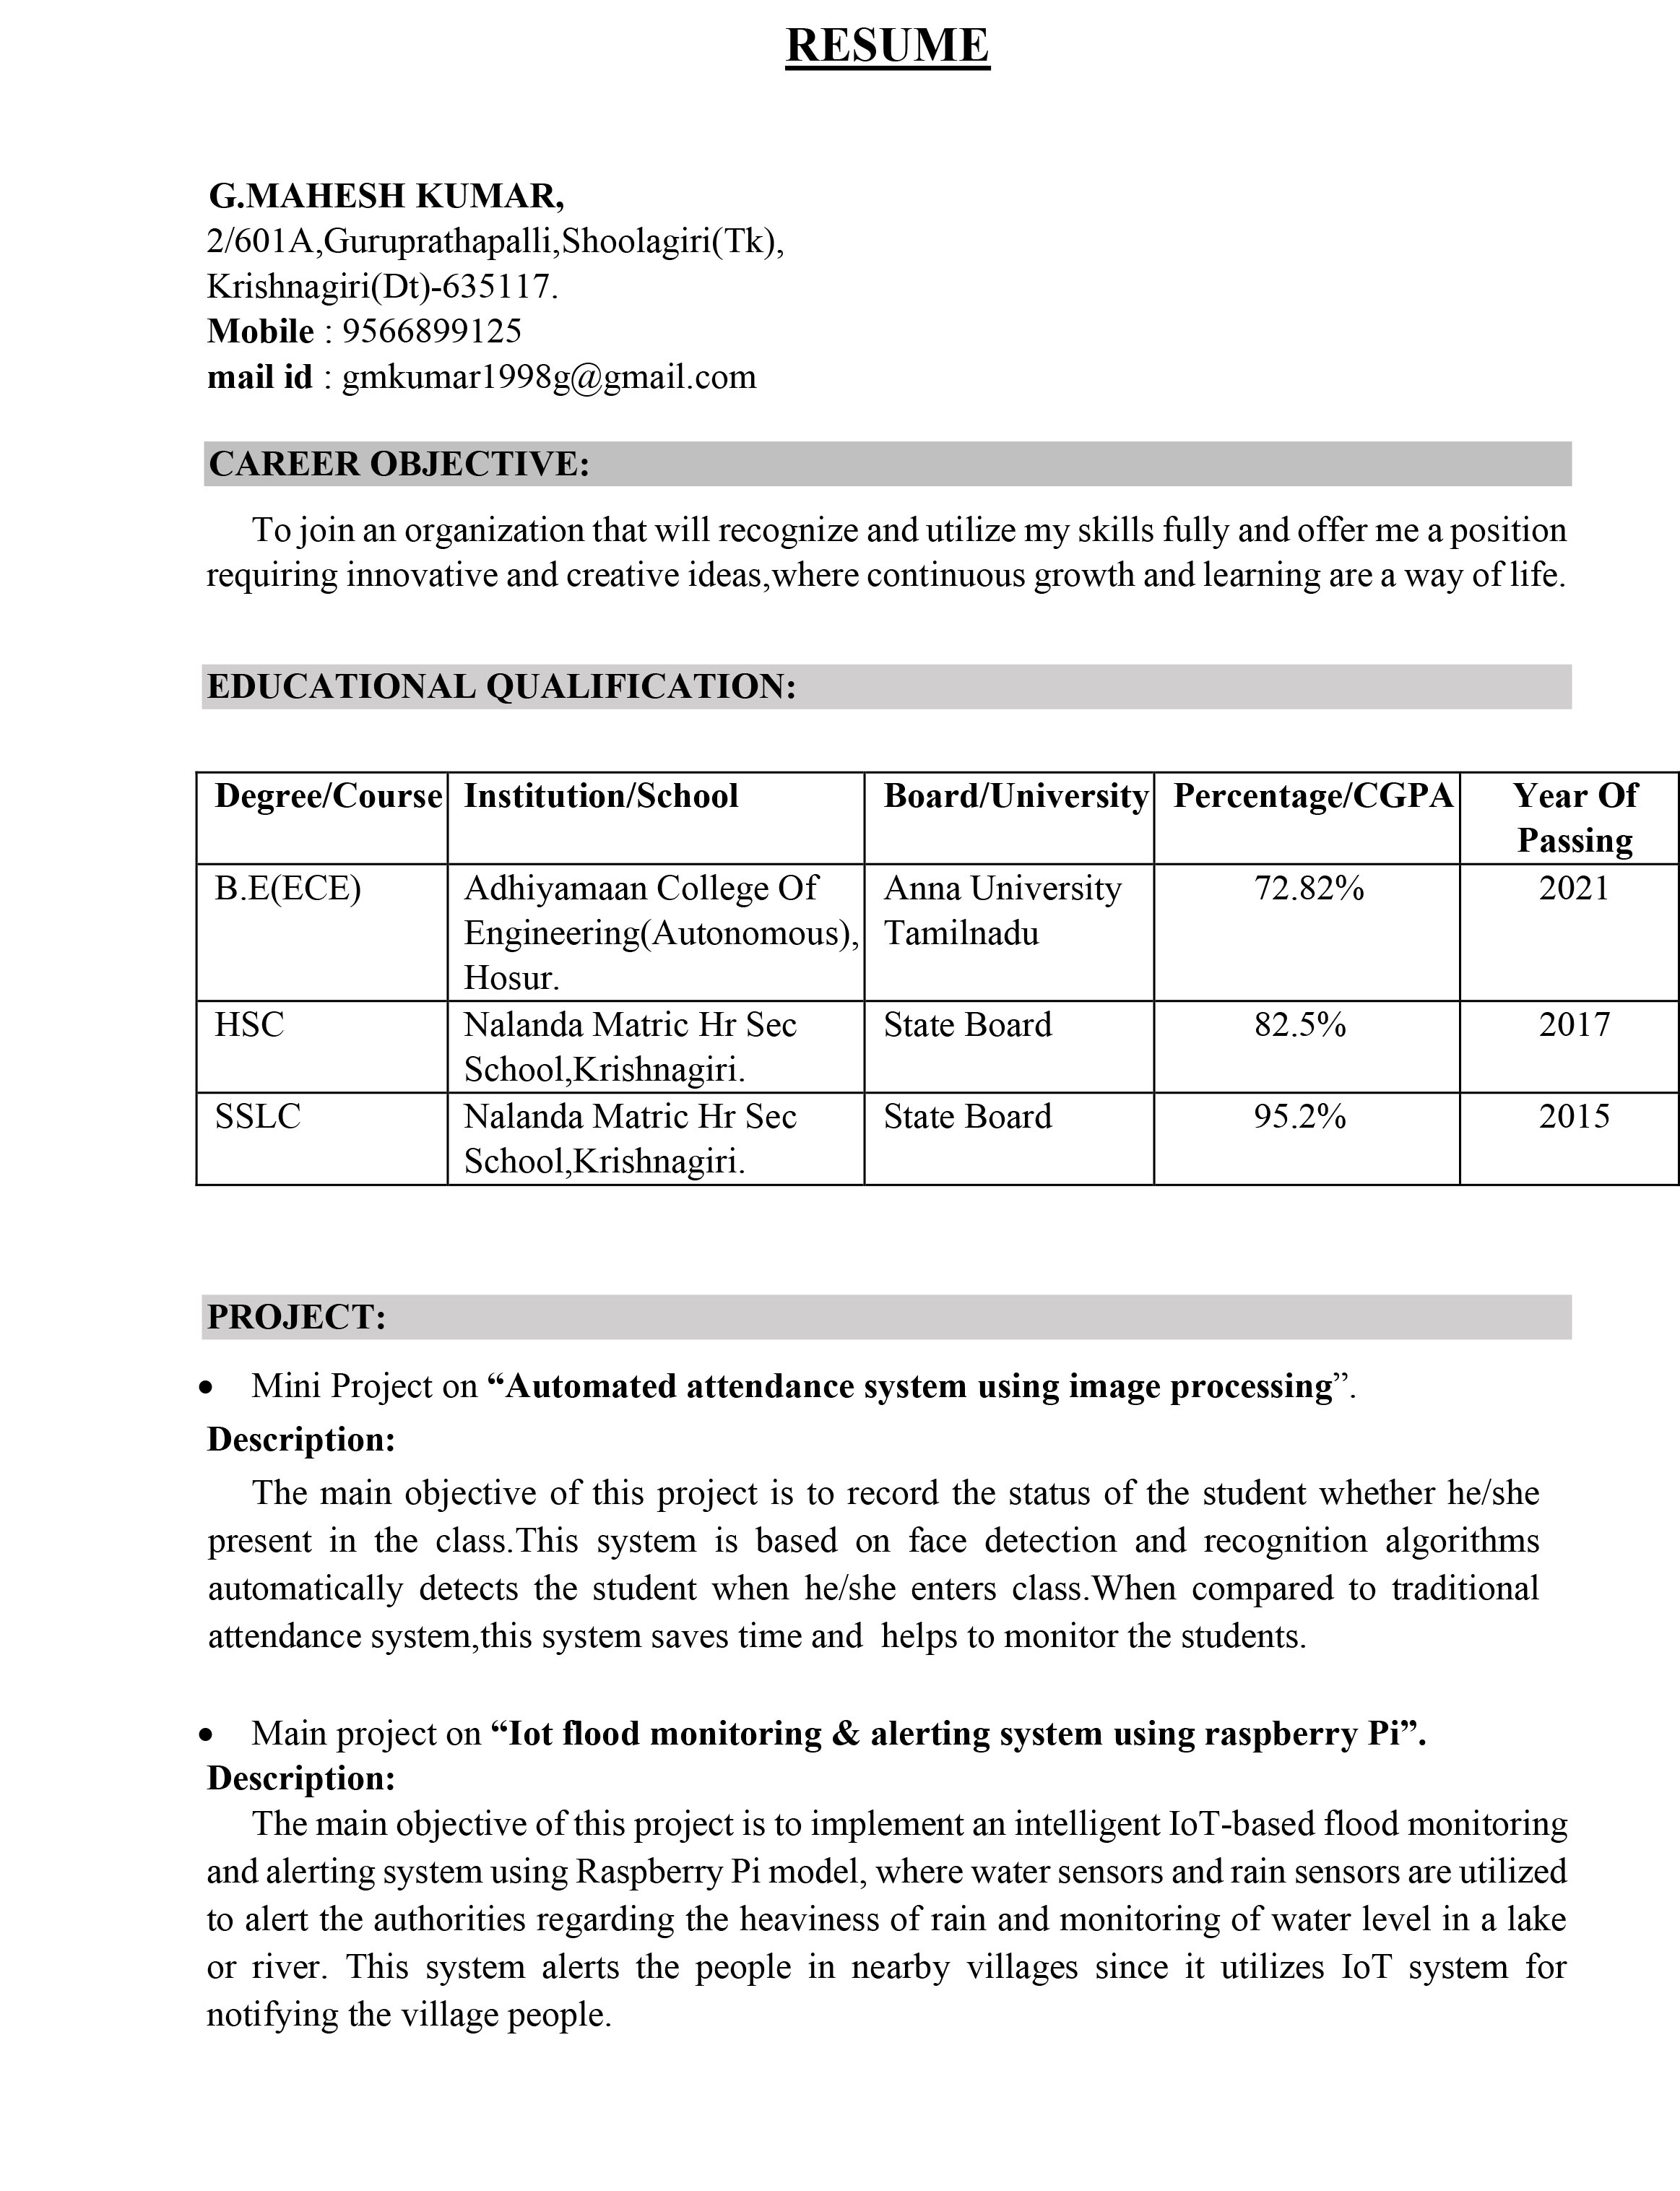 RESUME
G.MAHESH KUMAR,
2/601A,Guruprathapalli,Shoolagiri(Tk),
Krishnagiri(Dt)-635117.
Mobile : 9566899125
mail id : gmkumar1998g@gmail.com
CAREER OBJECTIVE:
To join an organization that will recognize and utilize my skills fully and offer me a position
requiring innovative and creative ideas,where continuous growth and learning are a way of life.
EDUCATIONAL QUALIFICATION:
Degree/Course Institution/School Board/University Percentage/CGPA Year Of
Passing
B.E(ECE) Adhiyamaan College Of Anna University 72.82% 2021
Engineering(Autonomous), Tamilnadu
Hosur.
HSC Nalanda Matric Hr Sec State Board 82.5% 2017
School,Krishnagiri.
SSLC Nalanda Matric Hr Sec State Board 95.2% 2015
School,Krishnagiri.
PROJECT:
• Mini Project on “Automated attendance system using image processing”.
Description:
The main objective of this project is to record the status of the student whether he/she
present in the class.This system is based on face detection and recognition algorithms
automatically detects the student when he/she enters class.When compared to traditional
attendance system,this system saves time and helps to monitor the students.
• Main project on “Iot flood monitoring & alerting system using raspberry Pi”.
Description:
The main objective of this project is to implement an intelligent IoT-based flood monitoring
and alerting system using Raspberry Pi model, where water sensors and rain sensors are utilized
to alert the authorities regarding the heaviness of rain and monitoring of water level in a lake
or river. This system alerts the people in nearby villages since it utilizes IoT system for
notifying the village people.